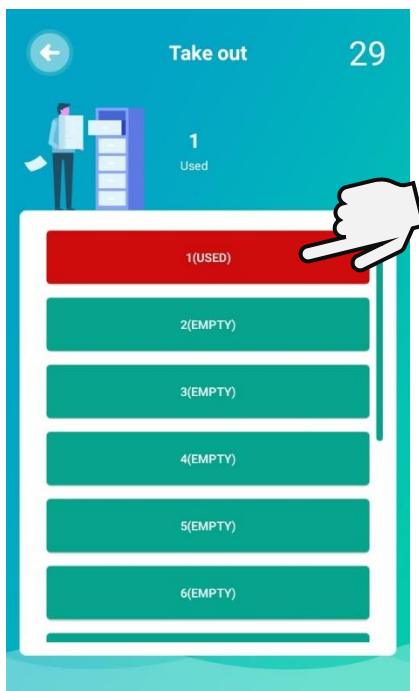 Take out 29
1
Used
1(USED)
2(EMPTY)
3(EMPTY)
4(EMPTY)
5(EMPTY)
6(EMPTY)